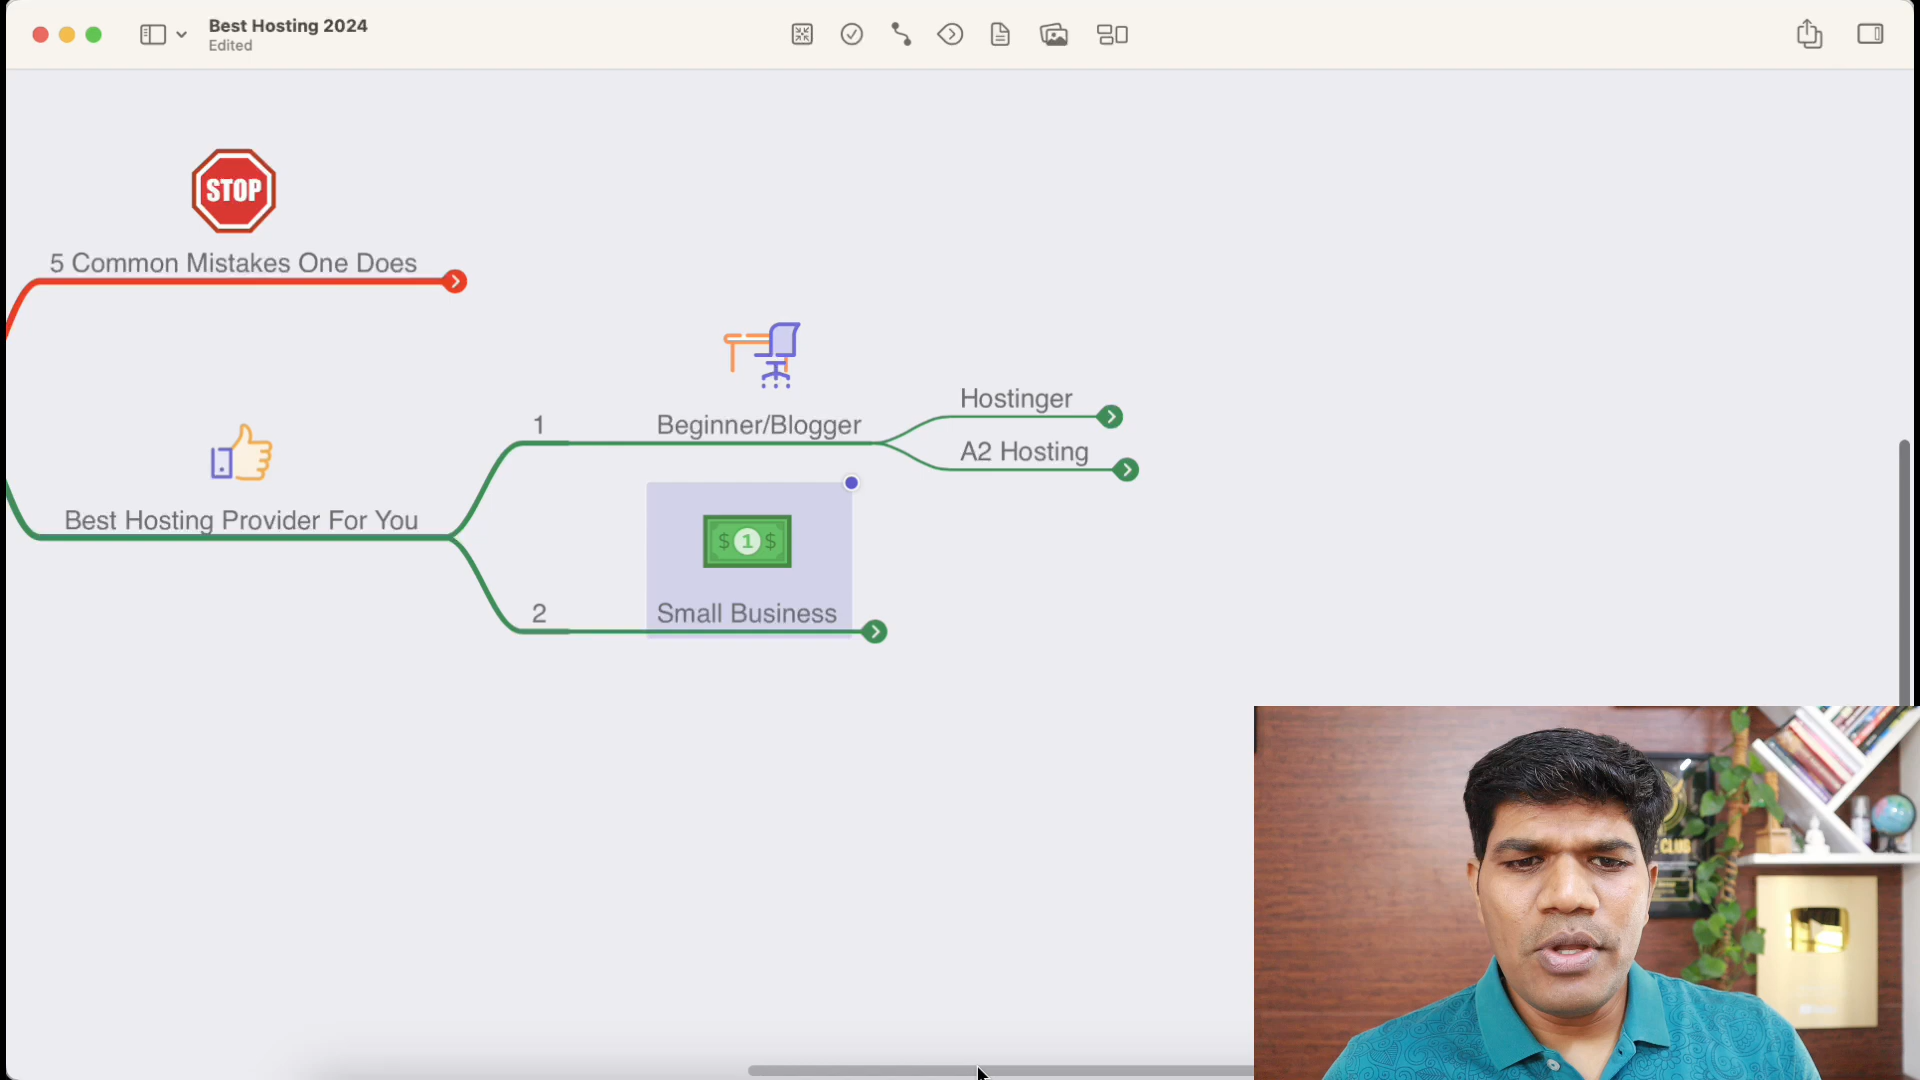 Best Hosting 2024
Edited
STOP
5 Common Mistakes One Does
Hostinger
1
Beginner/Blogger
A2 Hosting
$1$
Best Hosting Provider For You
2
Small Business
CLUB